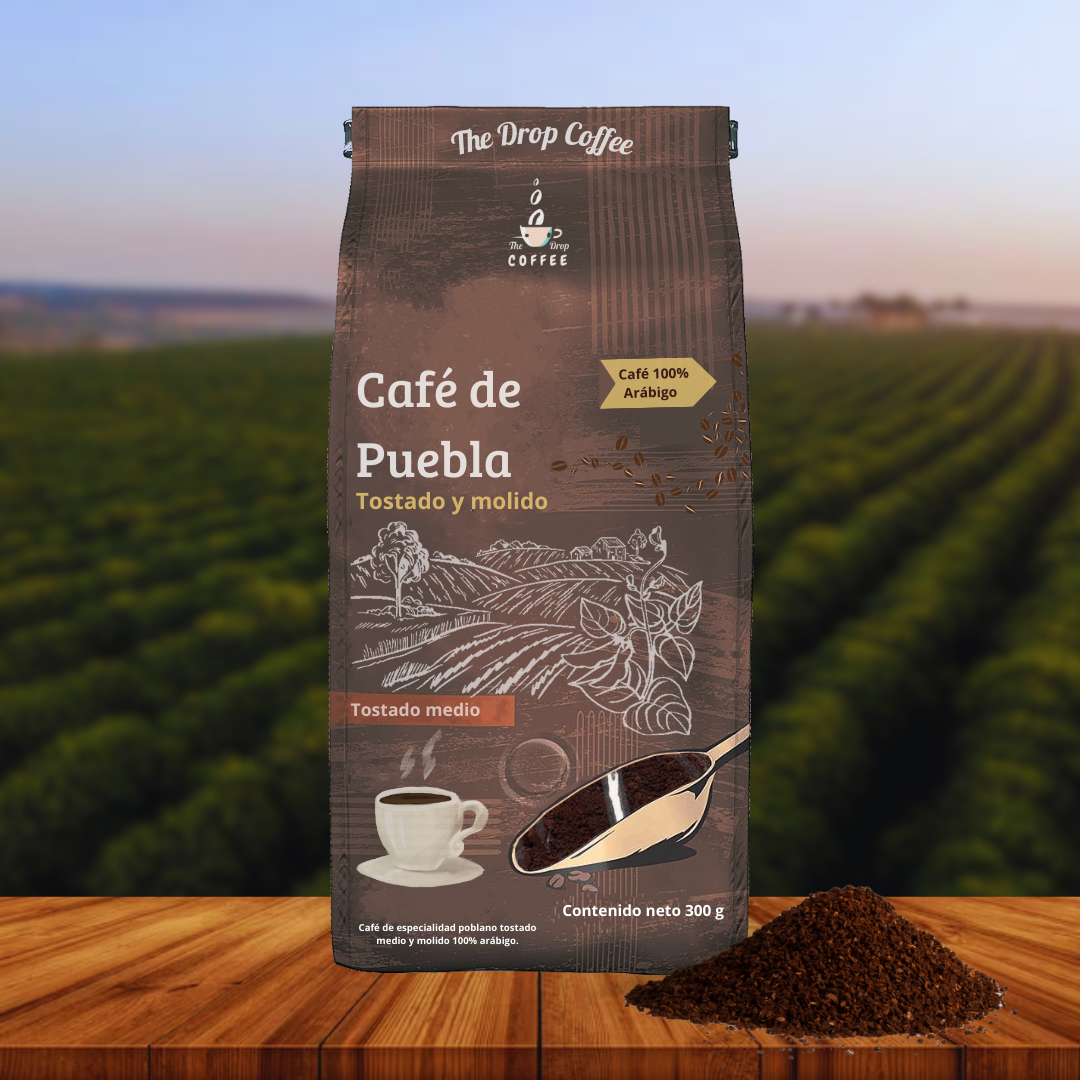 The Drop Coffee
The Drop
COFFEE
Café de
Puebla
Tostado y molido
Café 100%
Arábigo
Tostado medio
Contenido neto 300 g
Café de especialidad poblano tostado
medio y molido 100% arábigo.